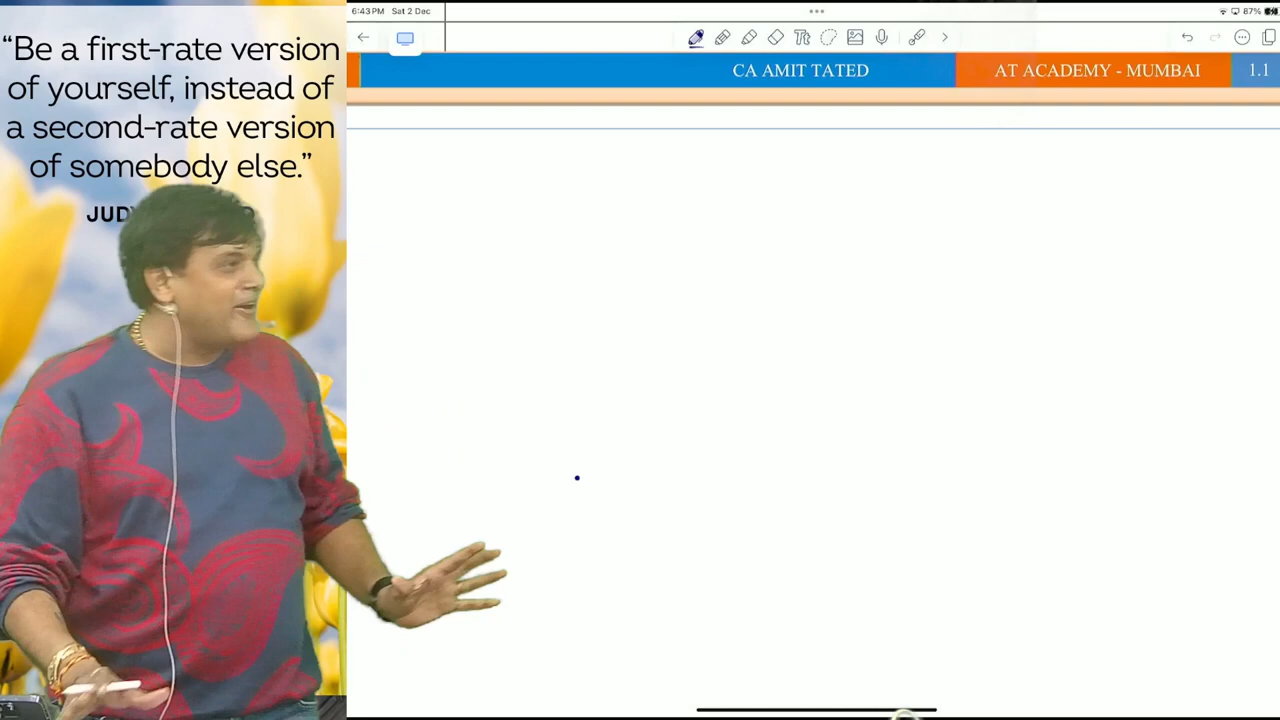 “Be a first-rate version
of yourself, instead of
a second-rate version
of somebody else.”
6:43 PM Sat 2 Dec
87%
CA AMIT TATED
AT ACADEMY - MUMBAI
1.1